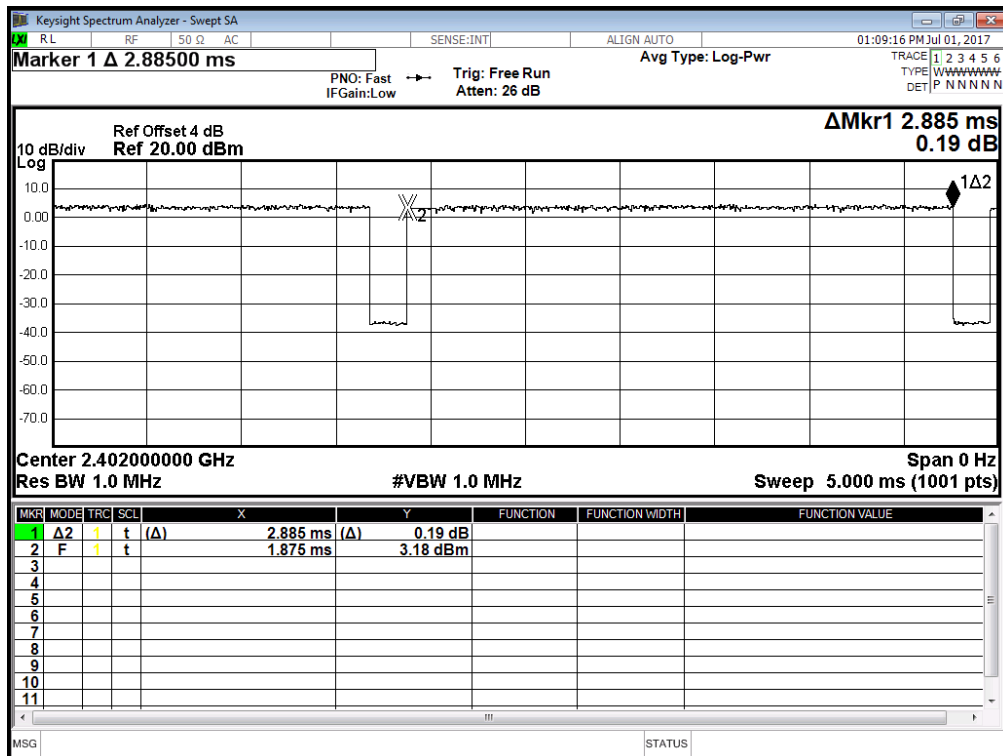 Keysight Spectrum Analyzer - Swept SA
LXI RL RF 50 Ω AC SENSE:INT ALIGN AUTO 01:09:16 PM Jul 01, 2017
Marker 1 Δ 2.88500 ms Avg Type: Log-Pwr TRACE 1 2 3 4 5 6
PNO: Fast Trig: Free Run TYPE WWWWWW
IFGain:Low Atten: 26 dB DET P N N N N N
ΔMkr1 2.885 ms
0.19 dB
Ref Offset 4 dB
10 dB/div Ref 20.00 dBm
Log
10.0
0.00
-10.0
-20.0
-30.0
-40.0
-50.0
-60.0
-70.0
1Δ2
2
Center 2.402000000 GHz Span 0 Hz
Res BW 1.0 MHz #VBW 1.0 MHz Sweep 5.000 ms (1001 pts)
MKR MODE TRC SCL X Y FUNCTION FUNCTION WIDTH FUNCTION VALUE
1 Δ2 1 t (Δ) 2.885 ms (Δ) 0.19 dB
2 F 1 t 1.875 ms 3.18 dBm
3
4
5
6
7
8
9
10
11
MSG STATUS